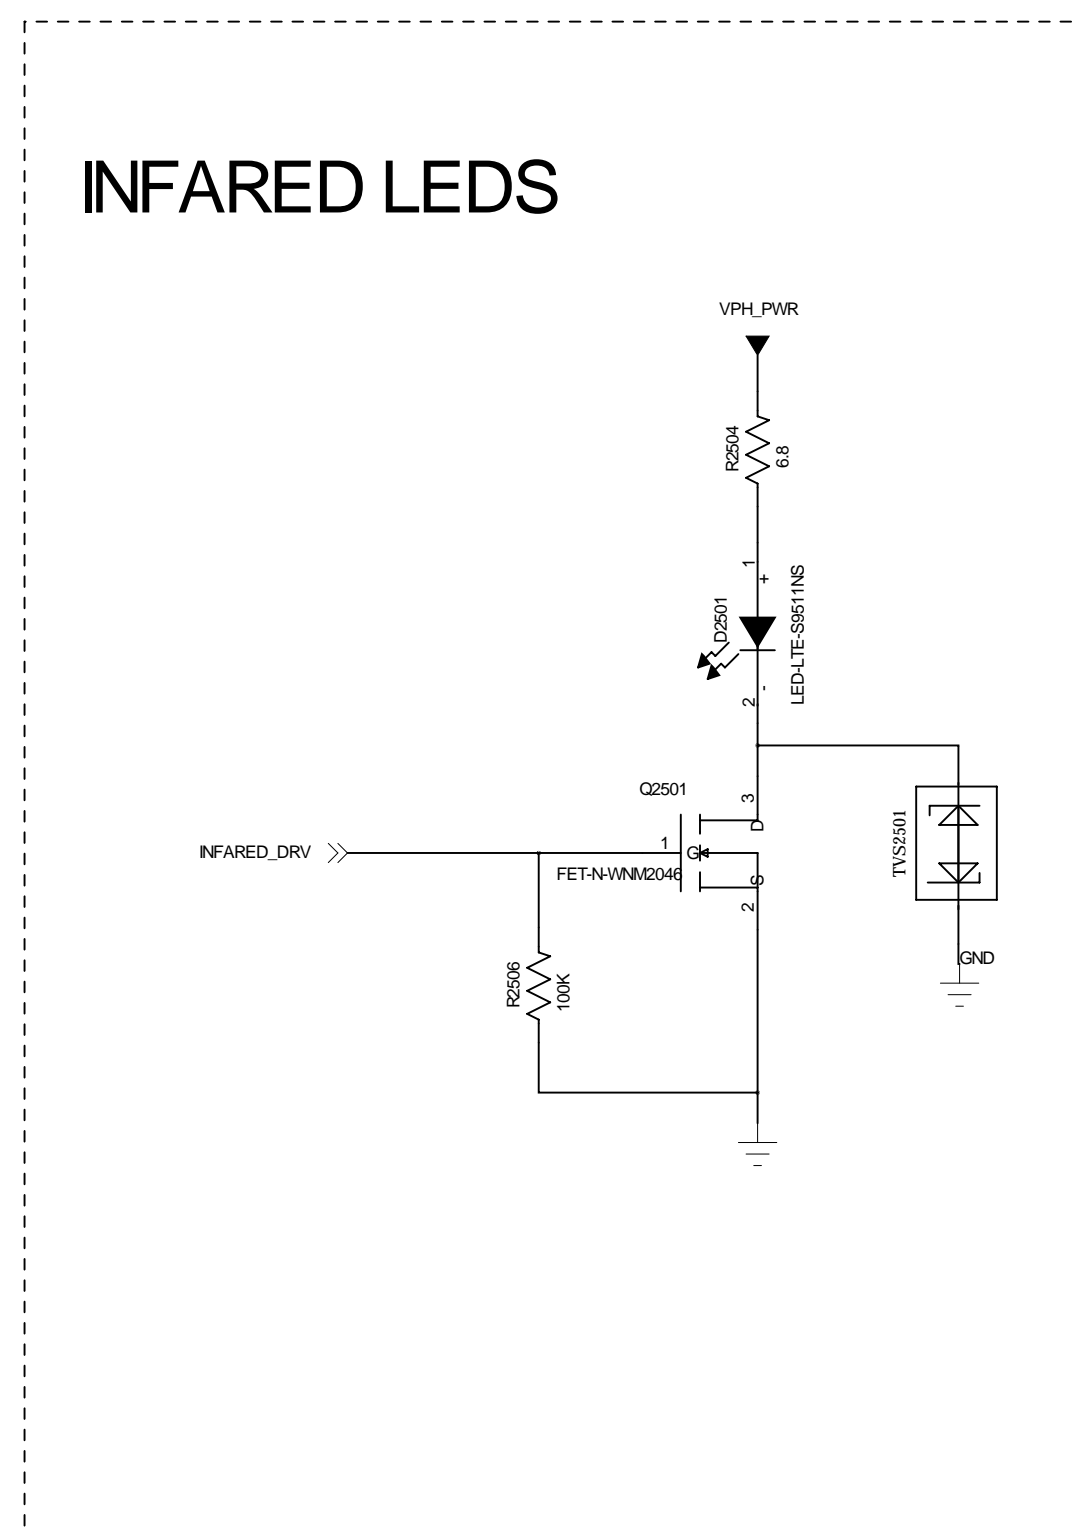 INFARED LEDS
VPH_PWR
R2504
6.8
1
+
D2501
LED-LTE-S9511NS
2
-
Q2501
3
D
TVS2501
INFARED_DRV
1
G
FET-N-WNM2046
S
2
GND
R2506
100K